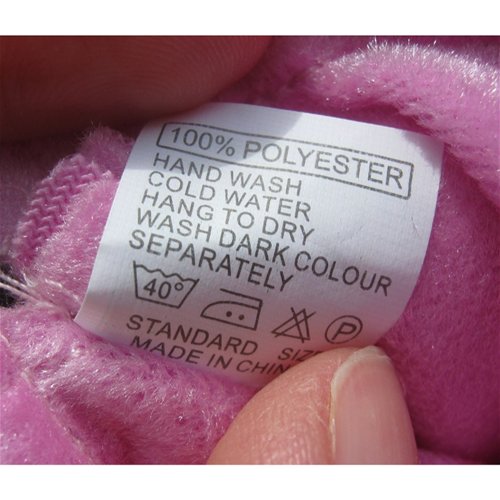 100% POLYESTER
HAND WASH
COLD WATER
HANG TO DRY
WASH DARK COLOUR
SEPARATELY
40° P
STANDARD
MADE IN